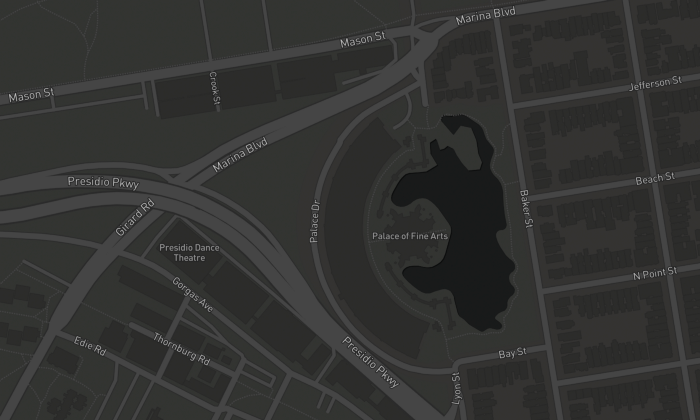 Marina Blvd
Mason St
Crook St
Jefferson St
Mason St
Marina Blvd
Presidio Pkwy
Beach St
Girard Rd
Palace Dr
Baker St
Palace of Fine Arts
Presidio Dance
Theatre
N Point St
Gorgas Ave
Edie Rd
Thornburg Rd
Presidio Pkwy
Bay St
Lyon St